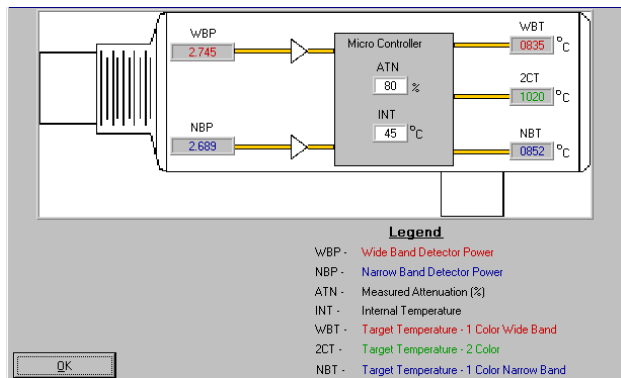 WBP
2.745
Micro Controller
WBT
0835 °C
ATN
80 %
2CT
1020 °C
INT
45 °C
NBP
2.689
NBT
0852 °C
Legend
WBP - Wide Band Detector Power
NBP - Narrow Band Detector Power
ATN - Measured Attenuation (%)
INT - Internal Temperature
WBT - Target Temperature - 1 Color Wide Band
2CT - Target Temperature - 2 Color
NBT - Target Temperature - 1 Color Narrow Band
OK